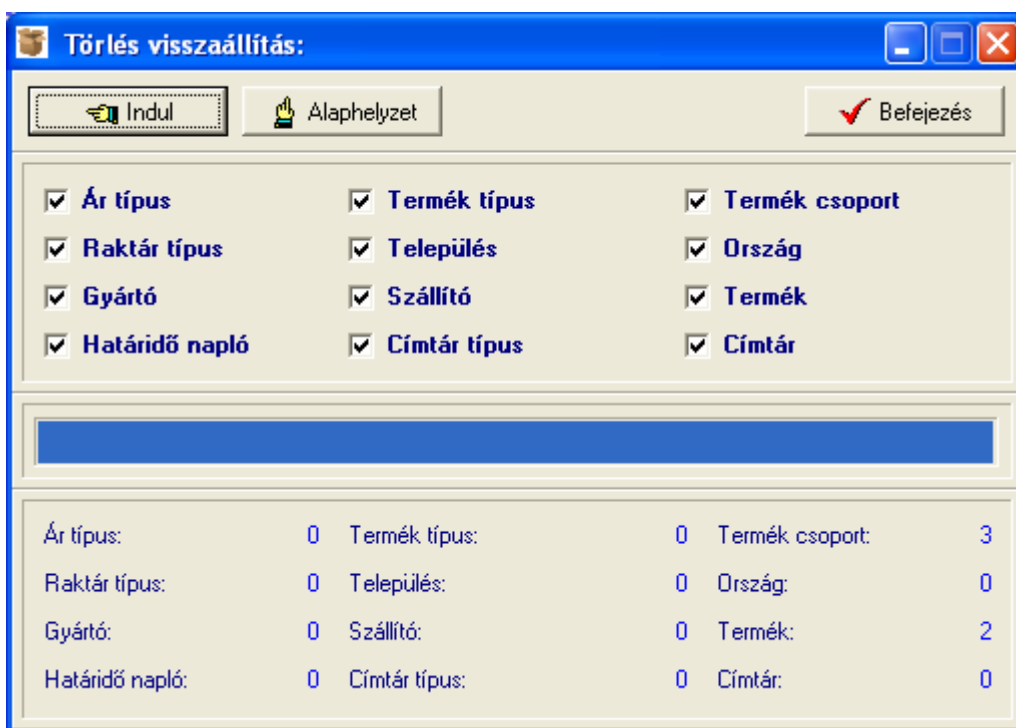 Törlés visszaállítás:
Indul Alaphelyzet Befejezés
Ár típus Termék típus Termék csoport
Raktár típus Település Ország
Gyártó Szállító Termék
Határidő napló Címtár típus Címtár
Ár típus: 0 Termék típus: 0 Termék csoport: 3
Raktár típus: 0 Település: 0 Ország: 0
Gyártó: 0 Szállító: 0 Termék: 2
Határidő napló: 0 Címtár típus: 0 Címtár: 0